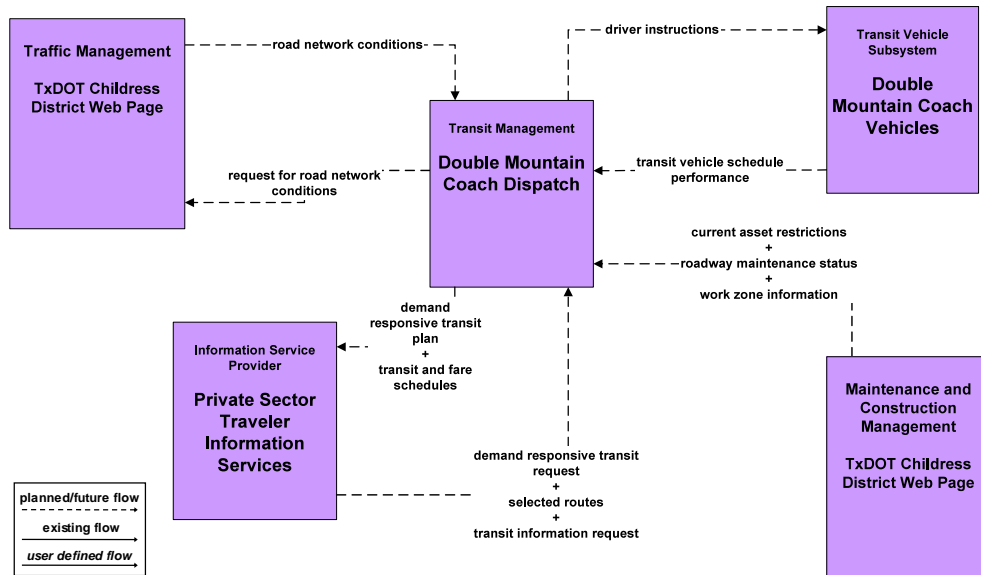 Traffic Management
TxDOT Childress
District Web Page
road network conditions
driver instructions
Transit Vehicle
Subsystem
Double
Mountain Coach
Vehicles
Transit Management
Double Mountain
Coach Dispatch
request for road network
conditions
transit vehicle schedule
performance
current asset restrictions
+
roadway maintenance status
+
work zone information
demand
responsive transit
plan
+
transit and fare
schedules
Information Service
Provider
Private Sector
Traveler
Information
Services
Maintenance and
Construction
Management
TxDOT Childress
District Web Page
demand responsive transit
request
+
selected routes
+
transit information request
planned/future flow
existing flow
user defined flow